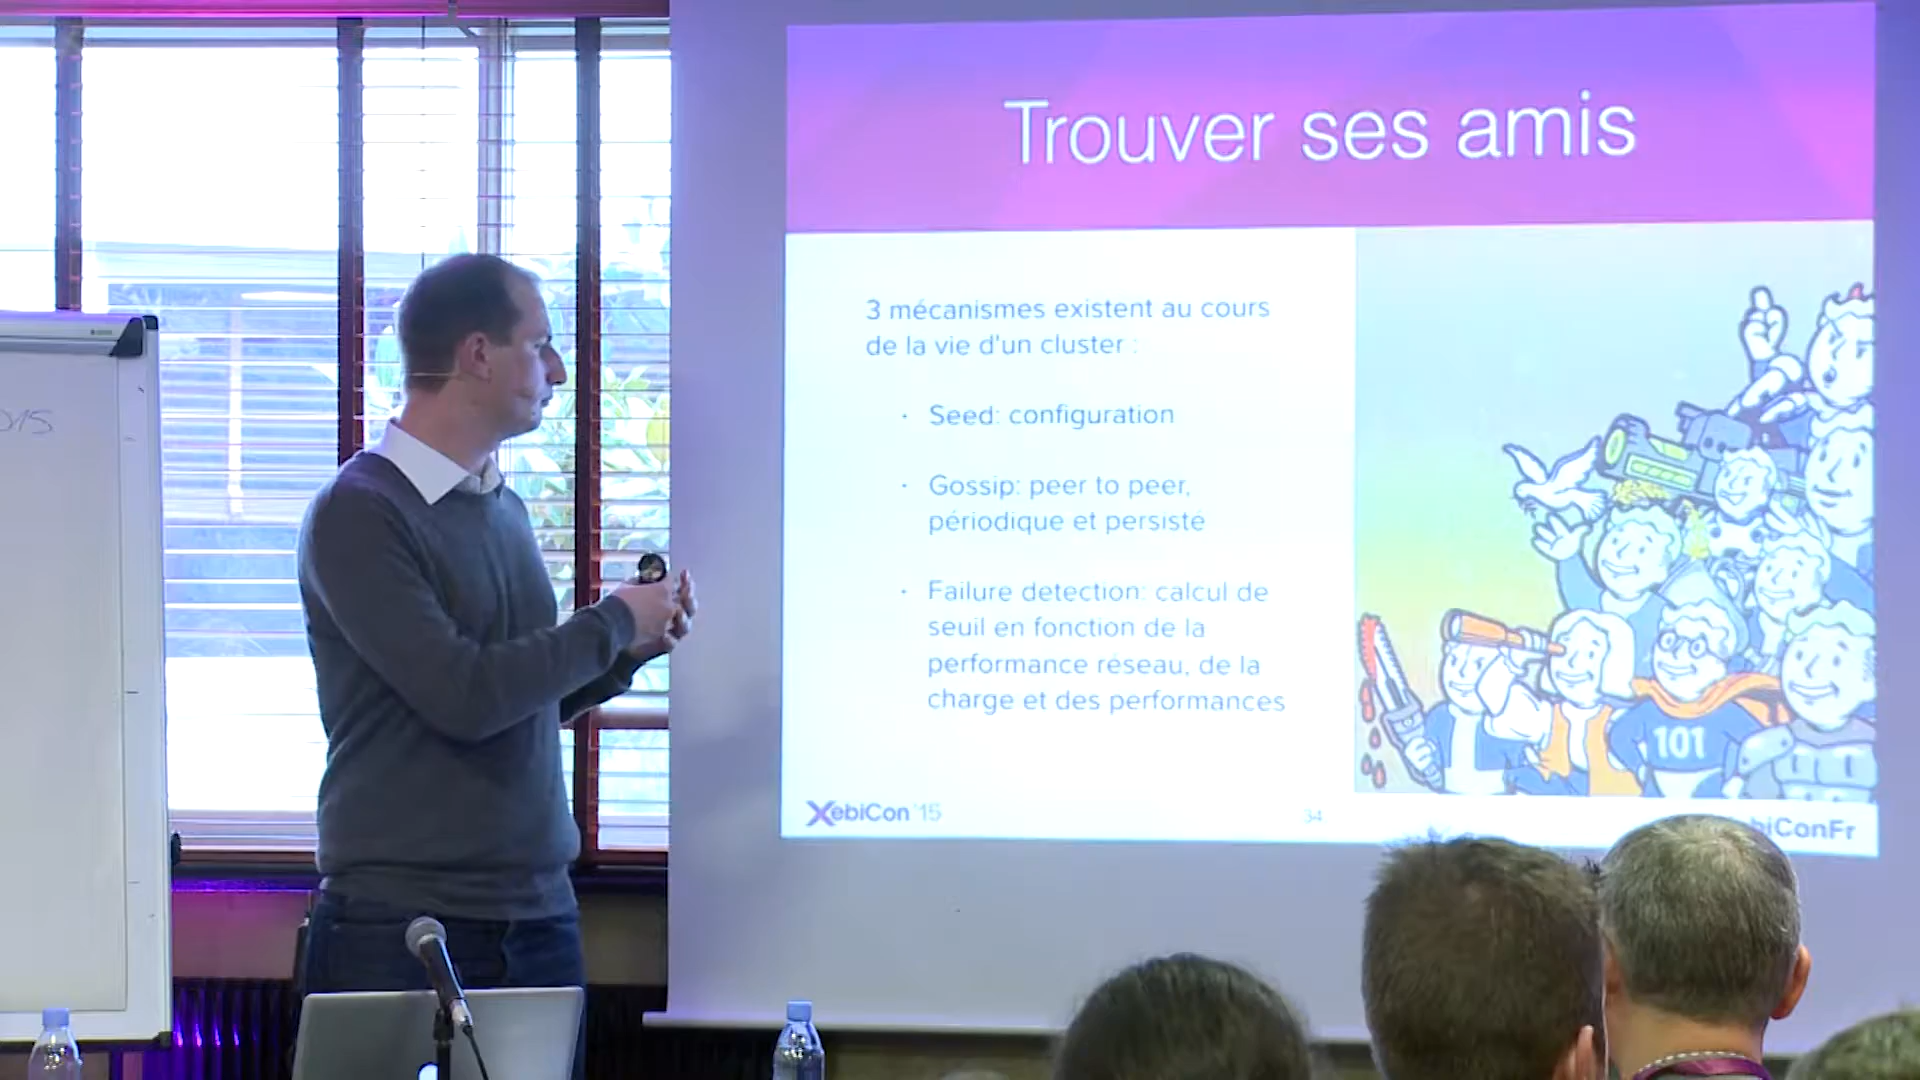 Trouver ses amis
3 mécanismes existent au cours
de la vie d'un cluster :
· Seed: configuration
· Gossip: peer to peer,
périodique et persisté
· Failure detection: calcul de
seuil en fonction de la
performance réseau, de la
charge et des performances
101
XebiCon'15
34